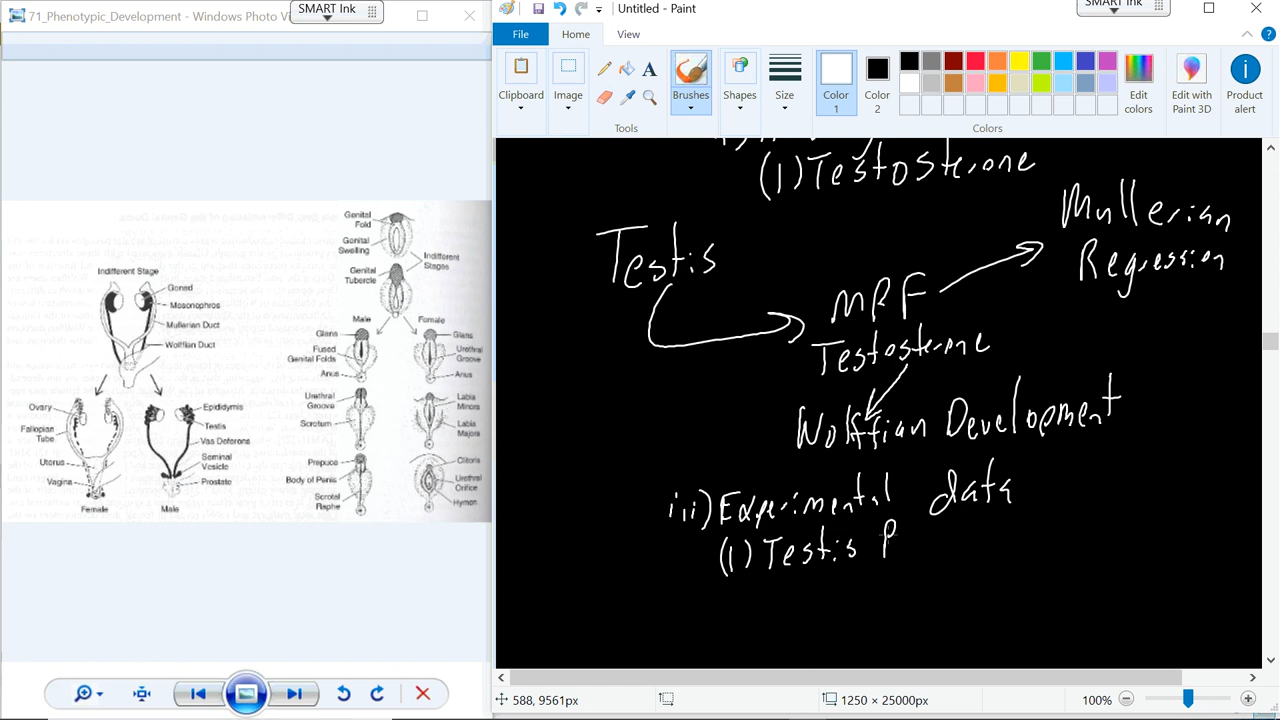 71_Phenotypic_Development - Windows Photo Vi
SMART Ink
Untitled - Paint
SMART Ink
File
Home
View
Clipboard
Image
Tools
Brushes
Shapes
Size
Color
1
Color
2
Edit
colors
Edit with
Paint 3D
Product
alert
Colors
Indifferent Stage
Gonad
Mesonephros
Mullerian Duct
Wolffian Duct
Ovary
Fallopian
Tube
Uterus
Vagina
Female
Epididymis
Testis
Vas Deferens
Seminal
Vesicle
Prostate
Male
Genital
Fold
Genital
Swelling
Genital
Tubercle
Indifferent
Stages
Male
Female
Glans
Fused
Genital Folds
Anus
Glans
Urethral
Groove
Anus
Urethral
Groove
Scrotum
Labia
Minora
Labia
Majora
Prepuce
Body of Penis
Scrotal
Raphe
Clitoris
Urethral
Orifice
Hymen
(1) Testosterone
Testis
MRF
Testosterone
Mullerian
Regression
Wolffian Development
iii) Experimental data
(1) Testis P
588, 9561px
1250 × 25000px
100%